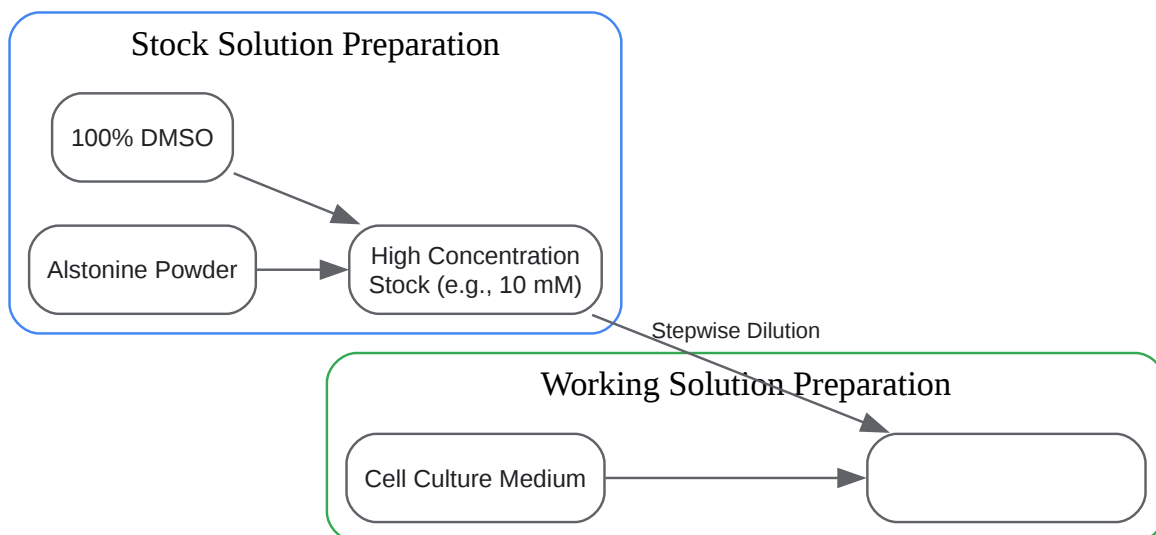 Stock Solution Preparation
100% DMSO
Alstonine Powder
High Concentration
Stock (e.g., 10 mM)
Stepwise Dilution
Working Solution Preparation
Cell Culture Medium